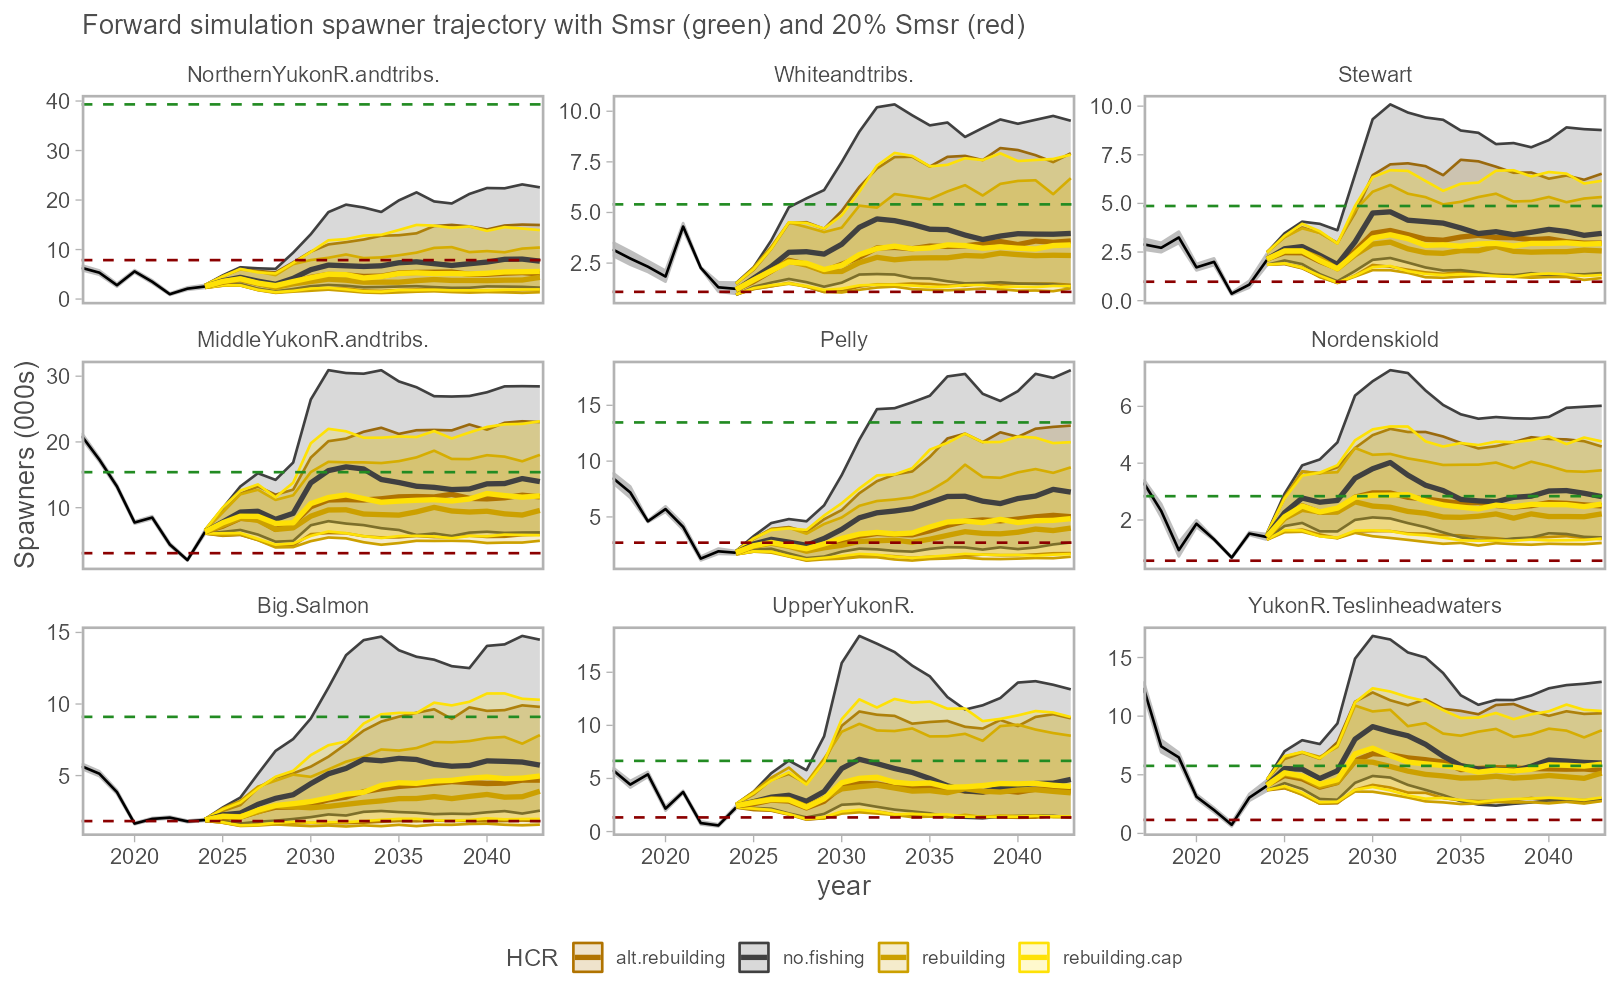 Forward simulation spawner trajectory with Smsr (green) and 20% Smsr (red)
NorthernYukonR.andtribs.
Whiteandtribs.
Stewart
40
30
20
10
0
10.0
7.5
5.0
2.5
10.0
7.5
5.0
2.5
0.0
MiddleYukonR.andtribs.
Pelly
Nordenskiold
30
20
10
15
10
5
6
4
2
Spawners (000s)
Big.Salmon
UpperYukonR.
YukonR.Teslinheadwaters
15
10
5
15
10
5
0
15
10
5
0
2020 2025 2030 2035 2040
2020 2025 2030 2035 2040
2020 2025 2030 2035 2040
year
HCR alt.rebuilding no.fishing rebuilding rebuilding.cap